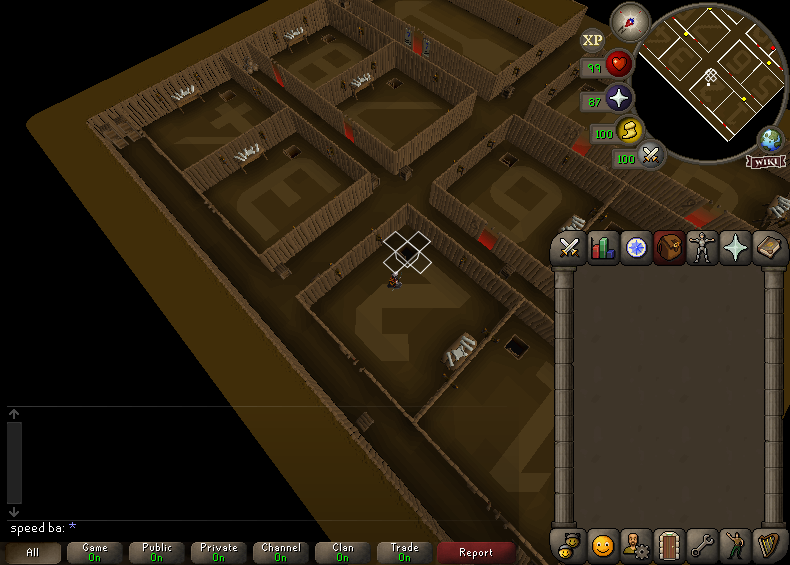 XP
99
87
100
100
WIKI
speed ba: *
All
Game
On
Public
On
Private
On
Channel
On
Clan
On
Trade
On
Report